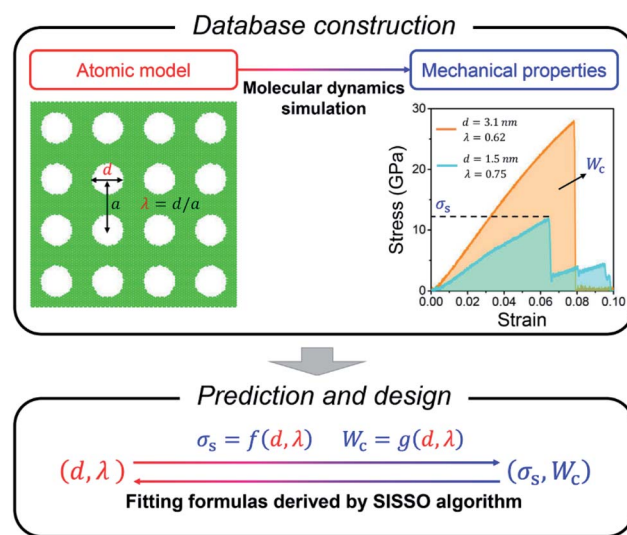 Database construction
Atomic model
Mechanical properties
Molecular dynamics
simulation
d
a
λ = d/a
30
20
10
0
Stress (GPa)
d = 3.1 nm
λ = 0.62
d = 1.5 nm
λ = 0.75
W_c
σ_s
0.00 0.02 0.04 0.06 0.08 0.10
Strain
Prediction and design
σ_s = f(d, λ) W_c = g(d, λ)
(d, λ) (σ_s, W_c)
Fitting formulas derived by SISSO algorithm